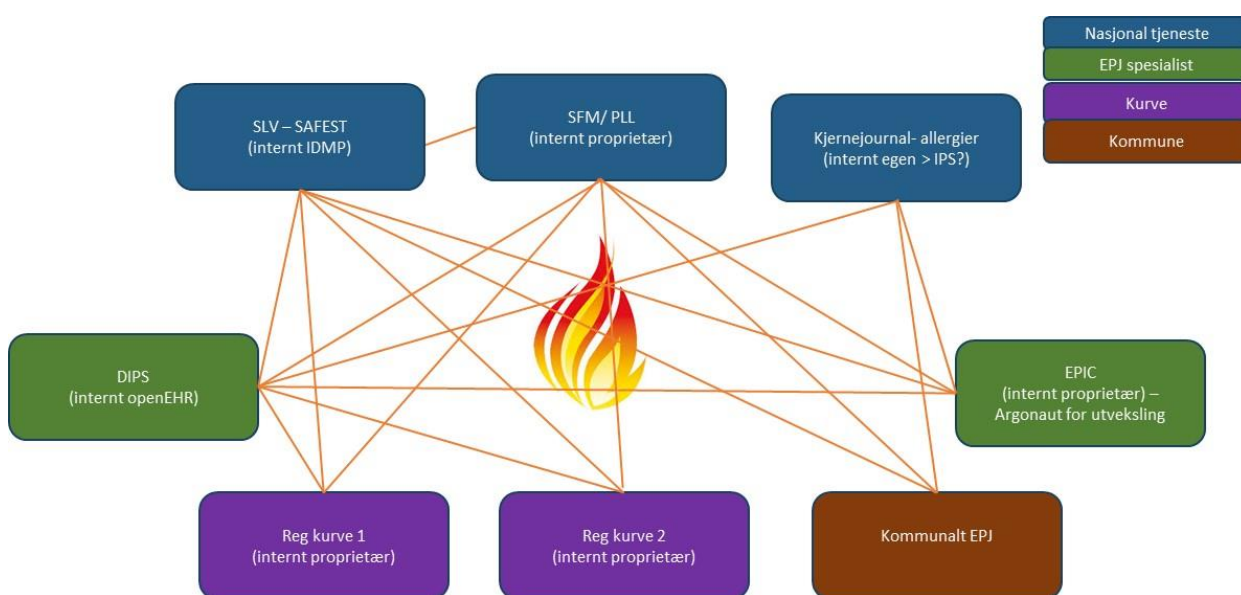 Nasjonal tjeneste
EPJ spesialist
Kurve
Kommune
SLV – SAFEST
(internt IDMP)
SFM/ PLL
(internt proprietær)
Kjernejournal- allergier
(internt egen > IPS?)
DIPS
(internt openEHR)
EPIC
(internt proprietær) –
Argonaut for utveksling
Reg kurve 1
(internt proprietær)
Reg kurve 2
(internt proprietær)
Kommunalt EPJ